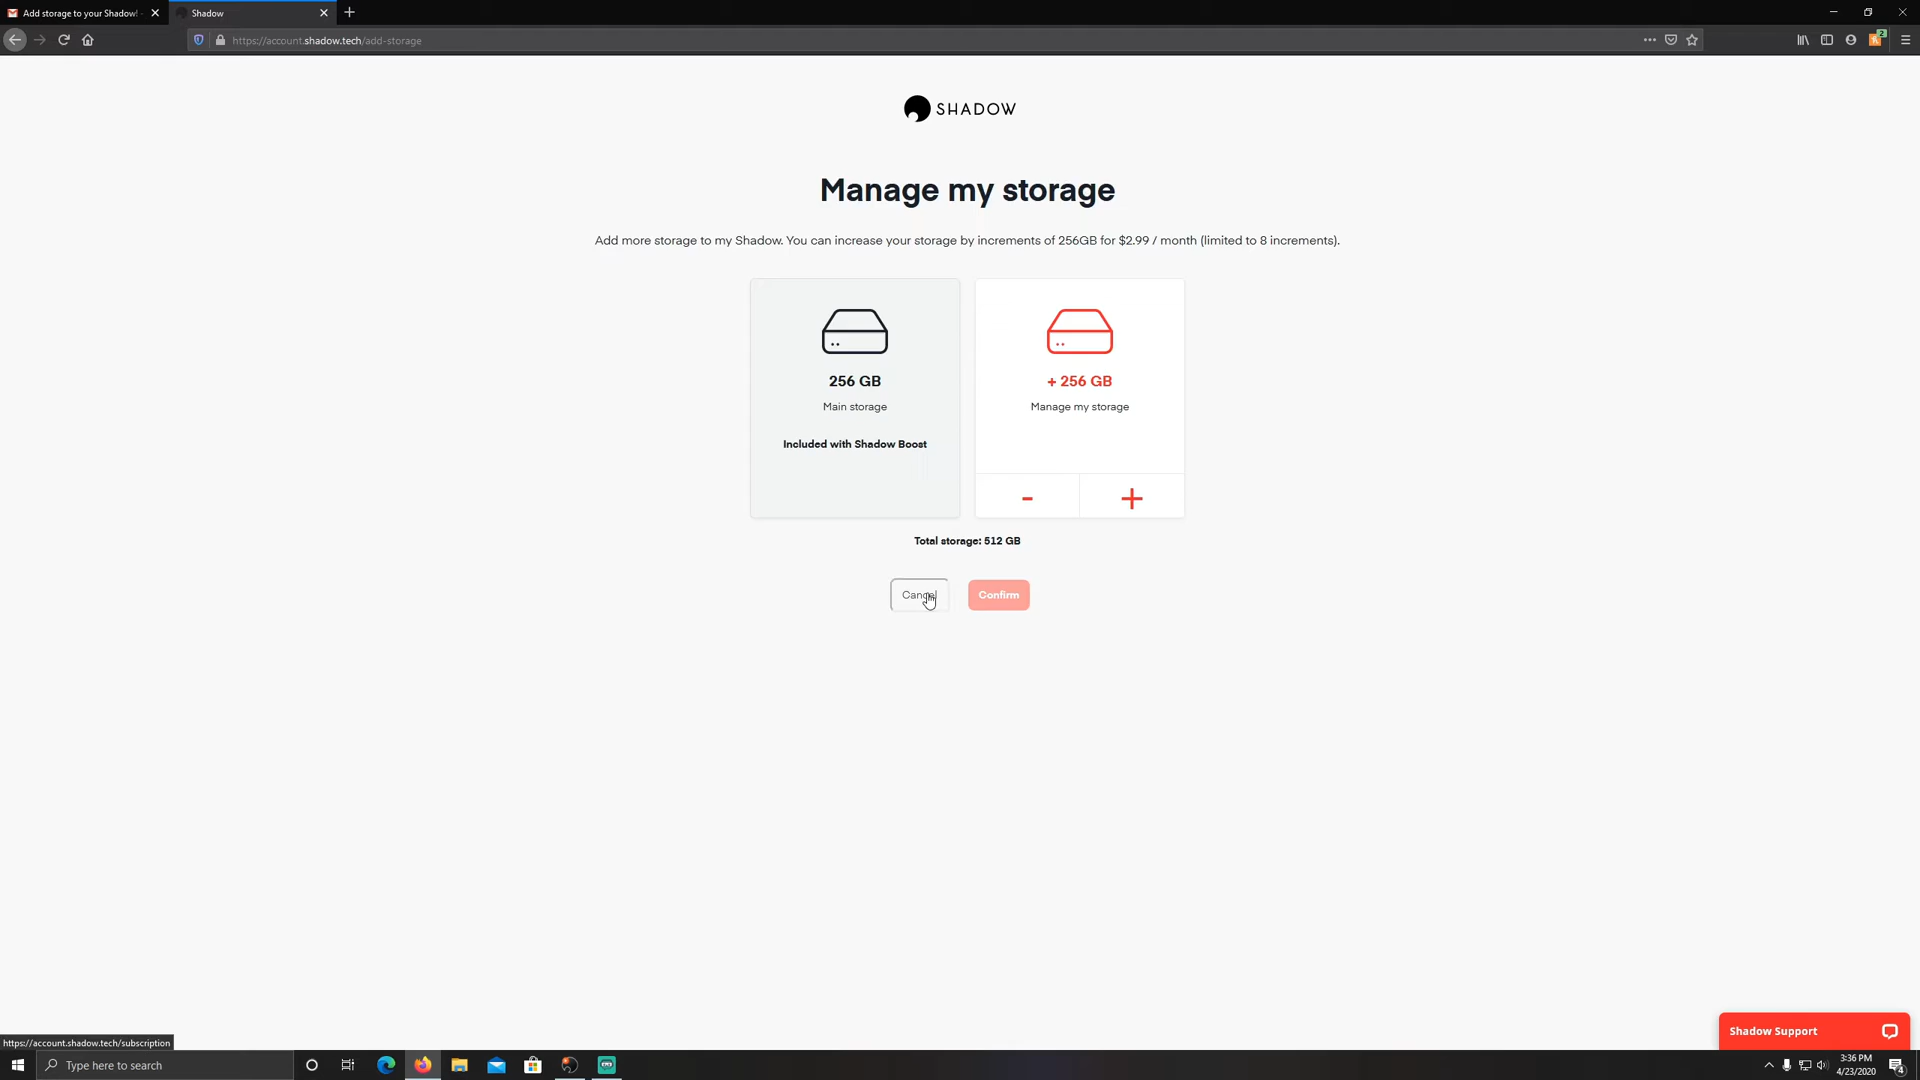 Add storage to your Shadow!
Shadow
https://account.shadow.tech/add-storage
2
SHADOW
Manage my storage
Add more storage to my Shadow. You can increase your storage by increments of 256GB for $2.99 / month (limited to 8 increments).
256 GB
Main storage
Included with Shadow Boost
+ 256 GB
Manage my storage
- +
Total storage: 512 GB
Cancel
Confirm
Shadow Support
https://account.shadow.tech/subscription
Type here to search
3:36 PM
4/23/2020
4